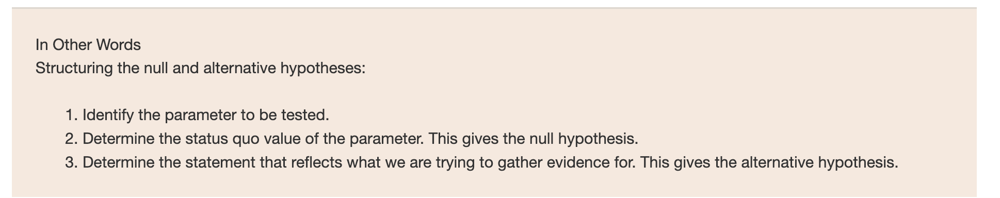 In Other Words
Structuring the null and alternative hypotheses:
1. Identify the parameter to be tested.
2. Determine the status quo value of the parameter. This gives the null hypothesis.
3. Determine the statement that reflects what we are trying to gather evidence for. This gives the alternative hypothesis.